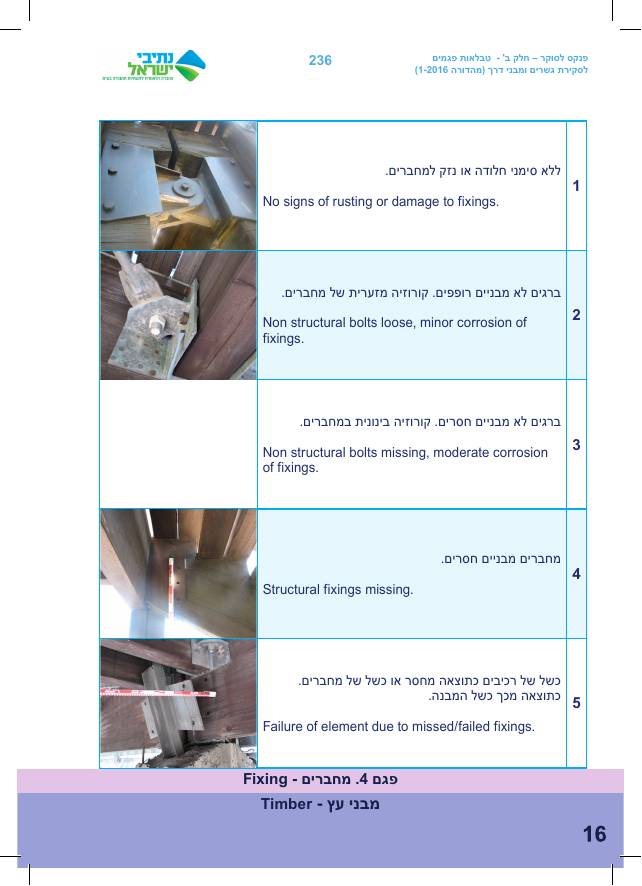 פנקס לסוקר – חלק ב' - טבלאות פגמים
לסקירת גשרים ומבני דרך (מהדורה 1-2016)
236
נתיבי
ישראל
ללא סימני חלודה או נזק למחברים.
No signs of rusting or damage to fixings.
1
ברגים לא מבניים רופפים. קורוזיה מזערית של מחברים.
Non structural bolts loose, minor corrosion of
fixings.
2
ברגים לא מבניים חסרים. קורוזיה בינונית במחברים.
Non structural bolts missing, moderate corrosion
of fixings.
3
מחברים מבניים חסרים.
Structural fixings missing.
4
כשל של רכיבים כתוצאה מחסר או כשל של מחברים.
כתוצאה מכך כשל המבנה.
Failure of element due to missed/failed fixings.
5
פגם 4. מחברים - Fixing
מבני עץ - Timber
16